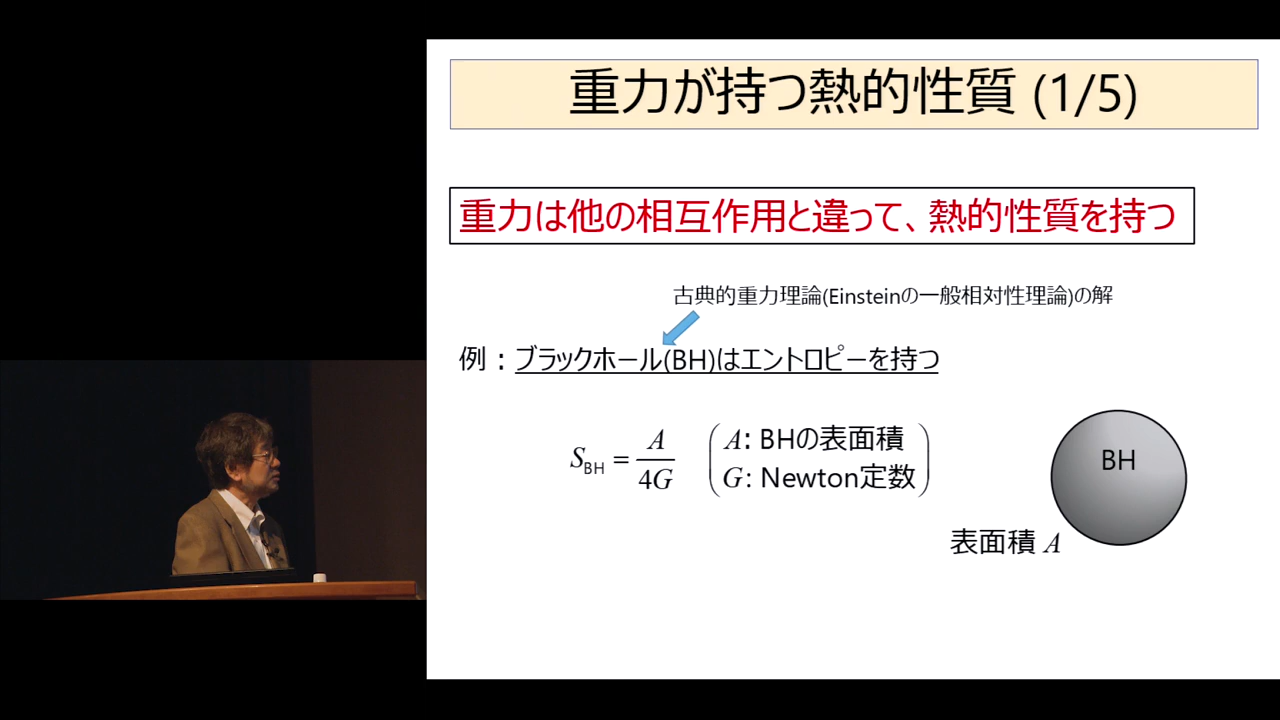 重力が持つ熱的性質 (1/5)
重力は他の相互作用と違って、熱的性質を持つ
古典的重力理論(Einsteinの一般相対性理論)の解
例：ブラックホール(BH)はエントロピーを持つ
S_BH = A/4G (A: BHの表面積
G: Newton定数)
BH
表面積 A